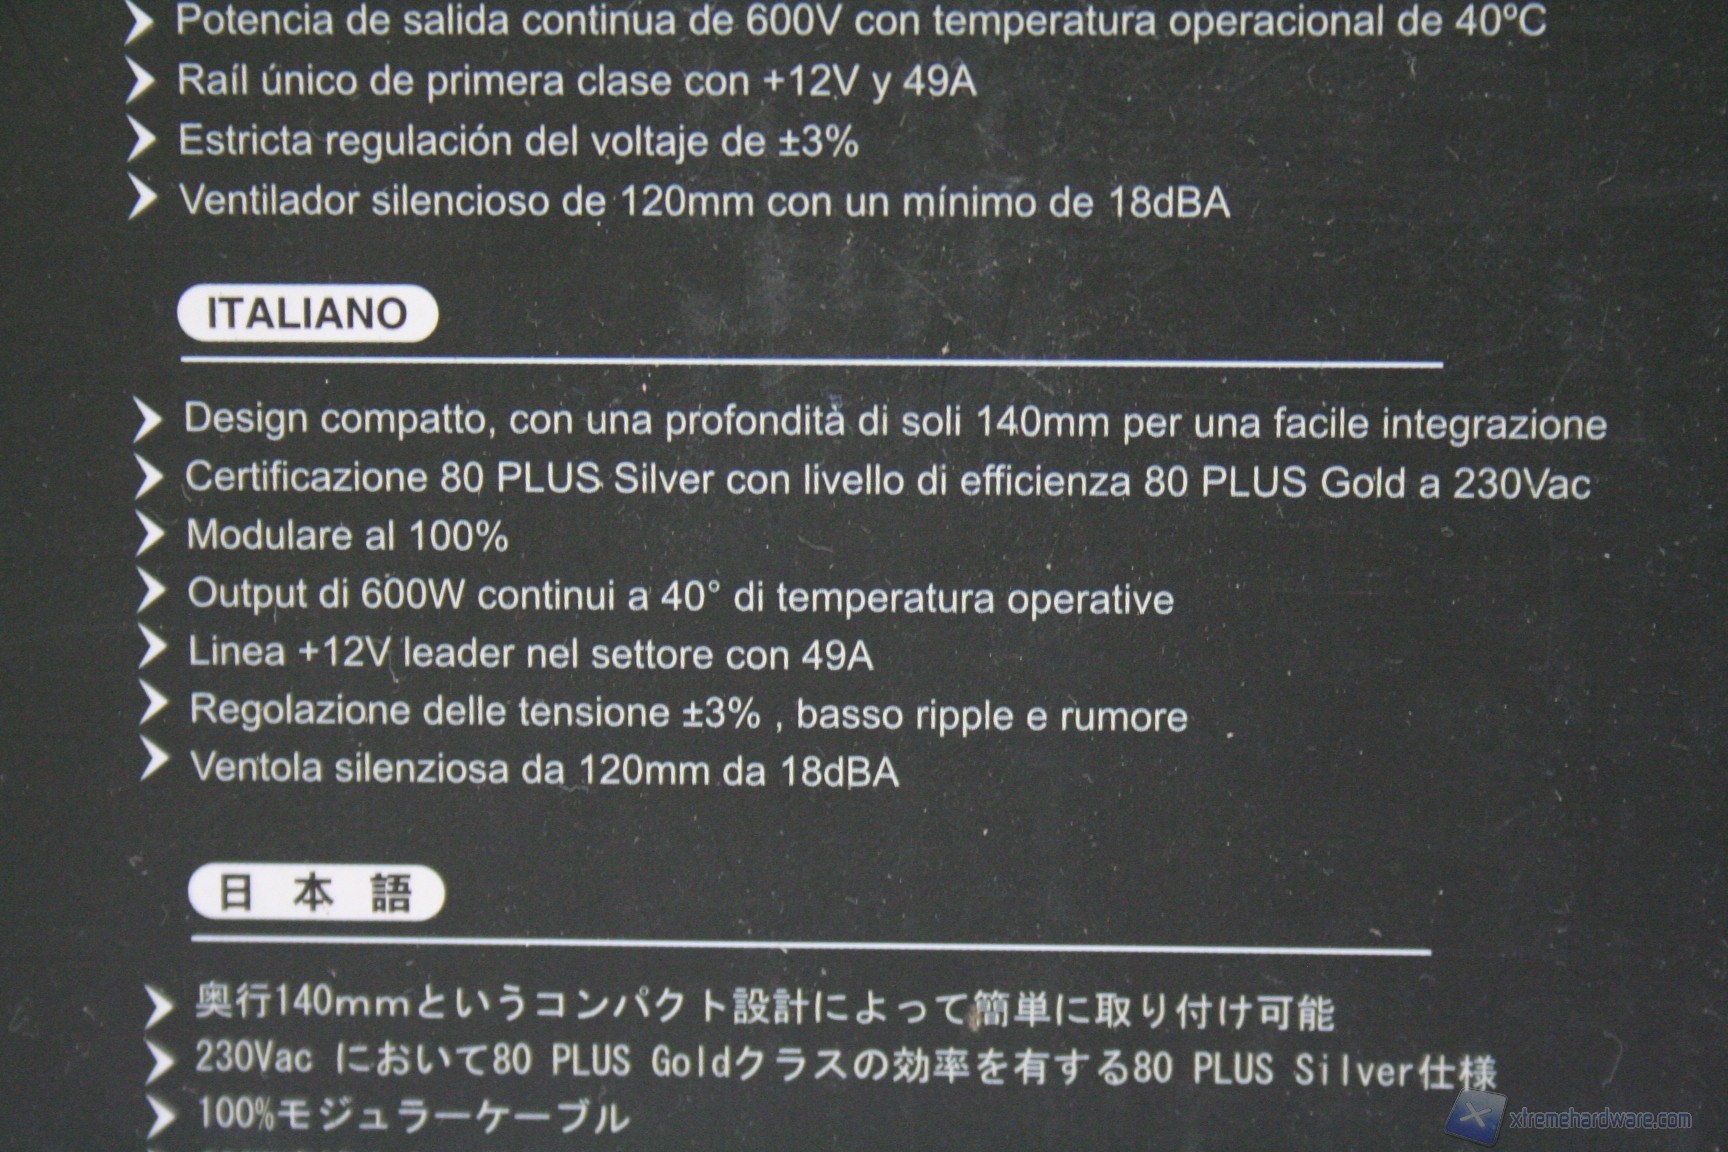 Potencia de salida continua de 600V con temperatura operacional de 40ºC
Raíl único de primera clase con +12V y 49A
Estricta regulación del voltaje de ±3%
Ventilador silencioso de 120mm con un mínimo de 18dBA
ITALIANO
Design compatto, con una profondità di soli 140mm per una facile integrazione
Certificazione 80 PLUS Silver con livello di efficienza 80 PLUS Gold a 230Vac
Modulare al 100%
Output di 600W continui a 40° di temperatura operative
Linea +12V leader nel settore con 49A
Regolazione delle tensione ±3% , basso ripple e rumore
Ventola silenziosa da 120mm da 18dBA
日 本 語
奥行140mmというコンパクト設計によって簡単に取り付け可能
230Vac において80 PLUS Goldクラスの効率を有する80 PLUS Silver仕様
100%モジュラーケーブル
xtremehardware.com